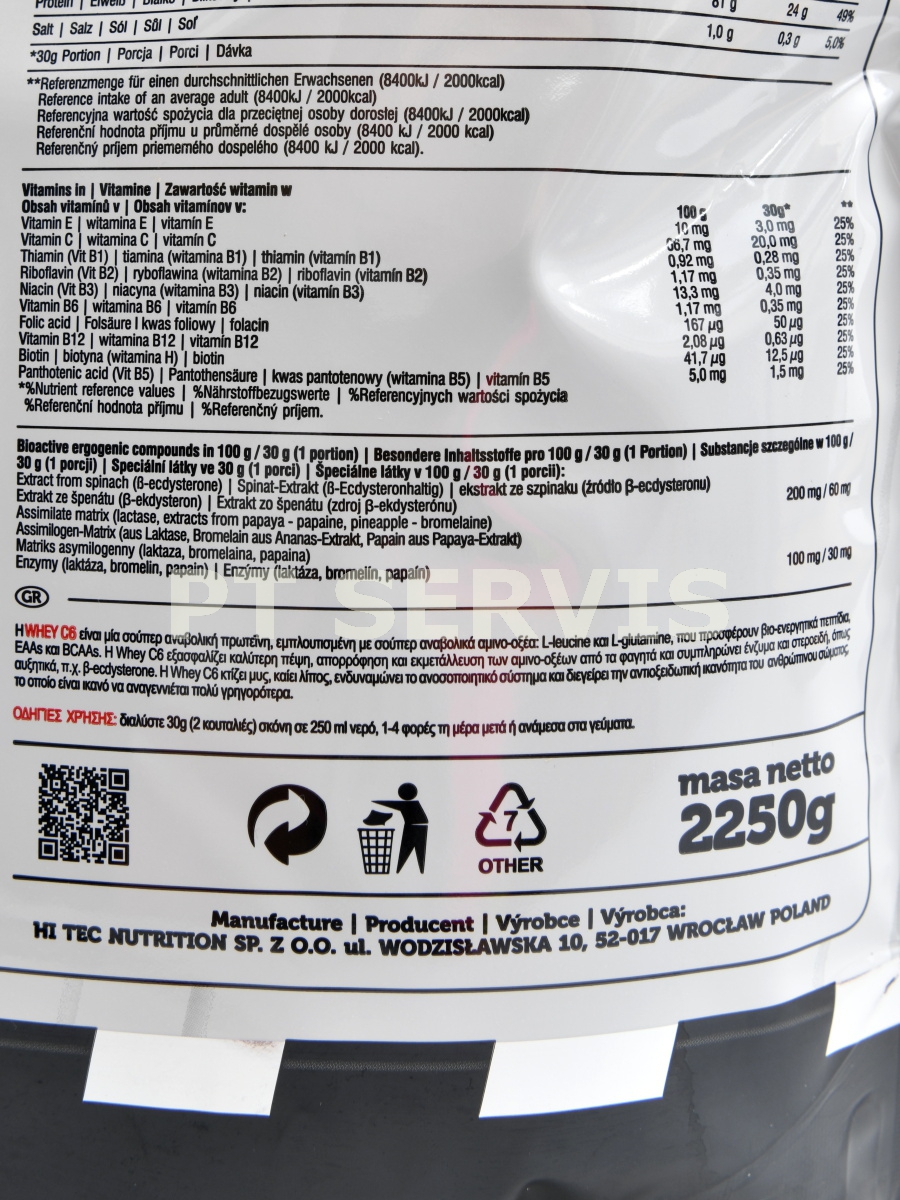 Salt | Salz | Sól | Sůl | Soľ 1,0 g 0,3 g 5,0%
81 g 24 g 49%
*30g Portion | Porcja | Porci | Dávka
**Referenzmenge für einen durchschnittlichen Erwachsenen (8400kJ / 2000kcal)
Reference intake of an average adult (8400kJ / 2000kcal)
Referencyjna wartość spożycia dla przeciętnej osoby dorosłej (8400kJ / 2000kcal)
Referenční hodnota příjmu u průměrné dospělé osoby (8400 kJ / 2000 kcal)
Referenčný príjem priemerného dospelého (8400 kJ / 2000 kcal).
Vitamins in | Vitamine | Zawartość witamin w
Obsah vitamínů v | Obsah vitamínov v: 100 g 30g* **
Vitamin E | witamina E | vitamín E 10 mg 3,0 mg 25%
Vitamin C | witamina C | vitamín C 66,7 mg 20,0 mg 25%
Thiamin (Vit B1) | tiamina (witamina B1) | thiamin (vitamín B1) 0,92 mg 0,28 mg 25%
Riboflavin (Vit B2) | ryboflawina (witamina B2) | riboflavin (vitamín B2) 1,17 mg 0,35 mg 25%
Niacin (Vit B3) | niacyna (witamina B3) | niacin (vitamín B3) 13,3 mg 4,0 mg 25%
Vitamin B6 | witamina B6 | vitamín B6 1,17 mg 0,35 mg 25%
Folic acid | Folsäure I kwas foliowy | folacin 167 µg 50 µg 25%
Vitamin B12 | witamina B12 | vitamín B12 2,08 µg 0,63 µg 25%
Biotin | biotyna (witamina H) | biotin 41,7 µg 12,5 µg 25%
Panthotenic acid (Vit B5) | Pantothensäure | kwas pantotenowy (witamina B5) | vitamín B5 5,0 mg 1,5 mg 25%
*%Nutrient reference values | %Nährstoffbezugswerte | %Referencyjnych wartości spożycia
%Referenční hodnota příjmu | %Referenčný príjem.
Bioactive ergogenic compounds in 100 g / 30 g (1 portion) | Besondere Inhaltsstoffe pro 100 g / 30 g (1 Portion) | Substancje szczególne w 100 g /
30 g (1 porcji) | Speciální látky ve 30 g (1 porci) | Špeciálne látky v 100 g / 30 g (1 porcii):
Extract from spinach (β-ecdysterone) | Spinat-Extrakt (β-Ecdysteronhaltig) | ekstrakt ze szpinaku (źródło β-ecdysteronu)
Extrakt ze špenátu (β-ekdysteron) | Extrakt zo špenátu (zdroj β-ekdysterónu) 200 mg / 60 mg
Assimilate matrix (lactase, extracts from papaya - papaine, pineapple - bromelaine)
Assimilogen-Matrix (aus Laktase, Bromelain aus Ananas-Extrakt, Papain aus Papaya-Extrakt)
Matriks asymilogenny (laktaza, bromelaina, papaina)
Enzymy (laktáza, bromelin, papain) | Enzýmy (laktáza, bromelín, papaín) 100 mg / 30 mg
PT SERVIS
GR
Η WHEY C6 είναι μία σούπερ αναβολική πρωτεΐνη, εμπλουτισμένη με σούπερ αναβολικά αμινο-οξέα: L-leucine και L-glutamine, που προσφέρουν βιο-ενεργητικά πεπτίδια,
EAAs και BCAAs. Η Whey C6 εξασφαλίζει καλύτερη πέψη, απορρόφηση και εκμετάλλευση των αμινο-οξέων από τα φαγητά και συμπληρώνει ένζυμα και στεροειδή, όπως
αυξητικά, π.χ. β-ecdysterone. Η Whey C6 κτίζει μυς, καίει λίπος, ενδυναμώνει το ανοσοποιητικό σύστημα και διεγείρει την αντιοξειδωτική ικανότητα του ανθρώπινου σώματος,
το οποίο είναι ικανό να αναγεννιέται πολύ γρηγορότερα.
ΟΔΗΓΙΕΣ ΧΡΗΣΗΣ: διαλύστε 30g (2 κουταλιές) σκόνη σε 250 ml νερό, 1-4 φορές τη μέρα μετά ή ανάμεσα στα γεύματα.
masa netto
2250g
7
OTHER
Manufacture | Producent | Výrobce | Výrobca:
HI TEC NUTRITION SP. Z O.O. ul. WODZISŁAWSKA 10, 52-017 WROCŁAW POLAND